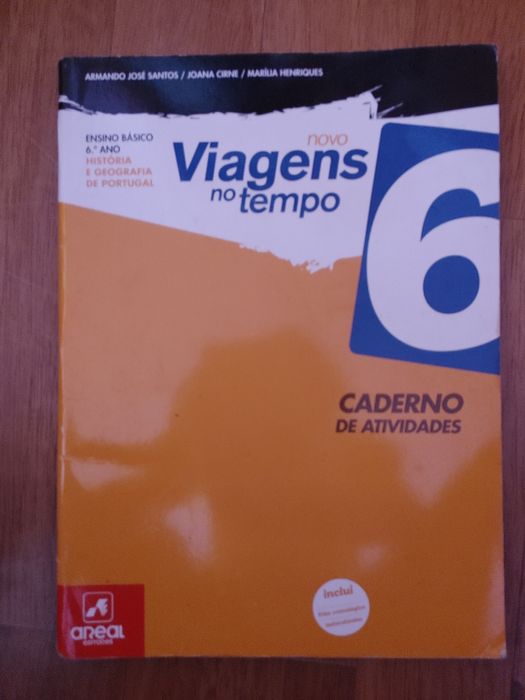 ARMANDO JOSÉ SANTOS / JOANA CIRNE / MARÍLIA HENRIQUES
ENSINO BÁSICO
6.º ANO
HISTÓRIA
E GEOGRAFIA
DE PORTUGAL
novo
Viagens
no tempo
6
CADERNO
DE ATIVIDADES
inclui
areal
EDITORES